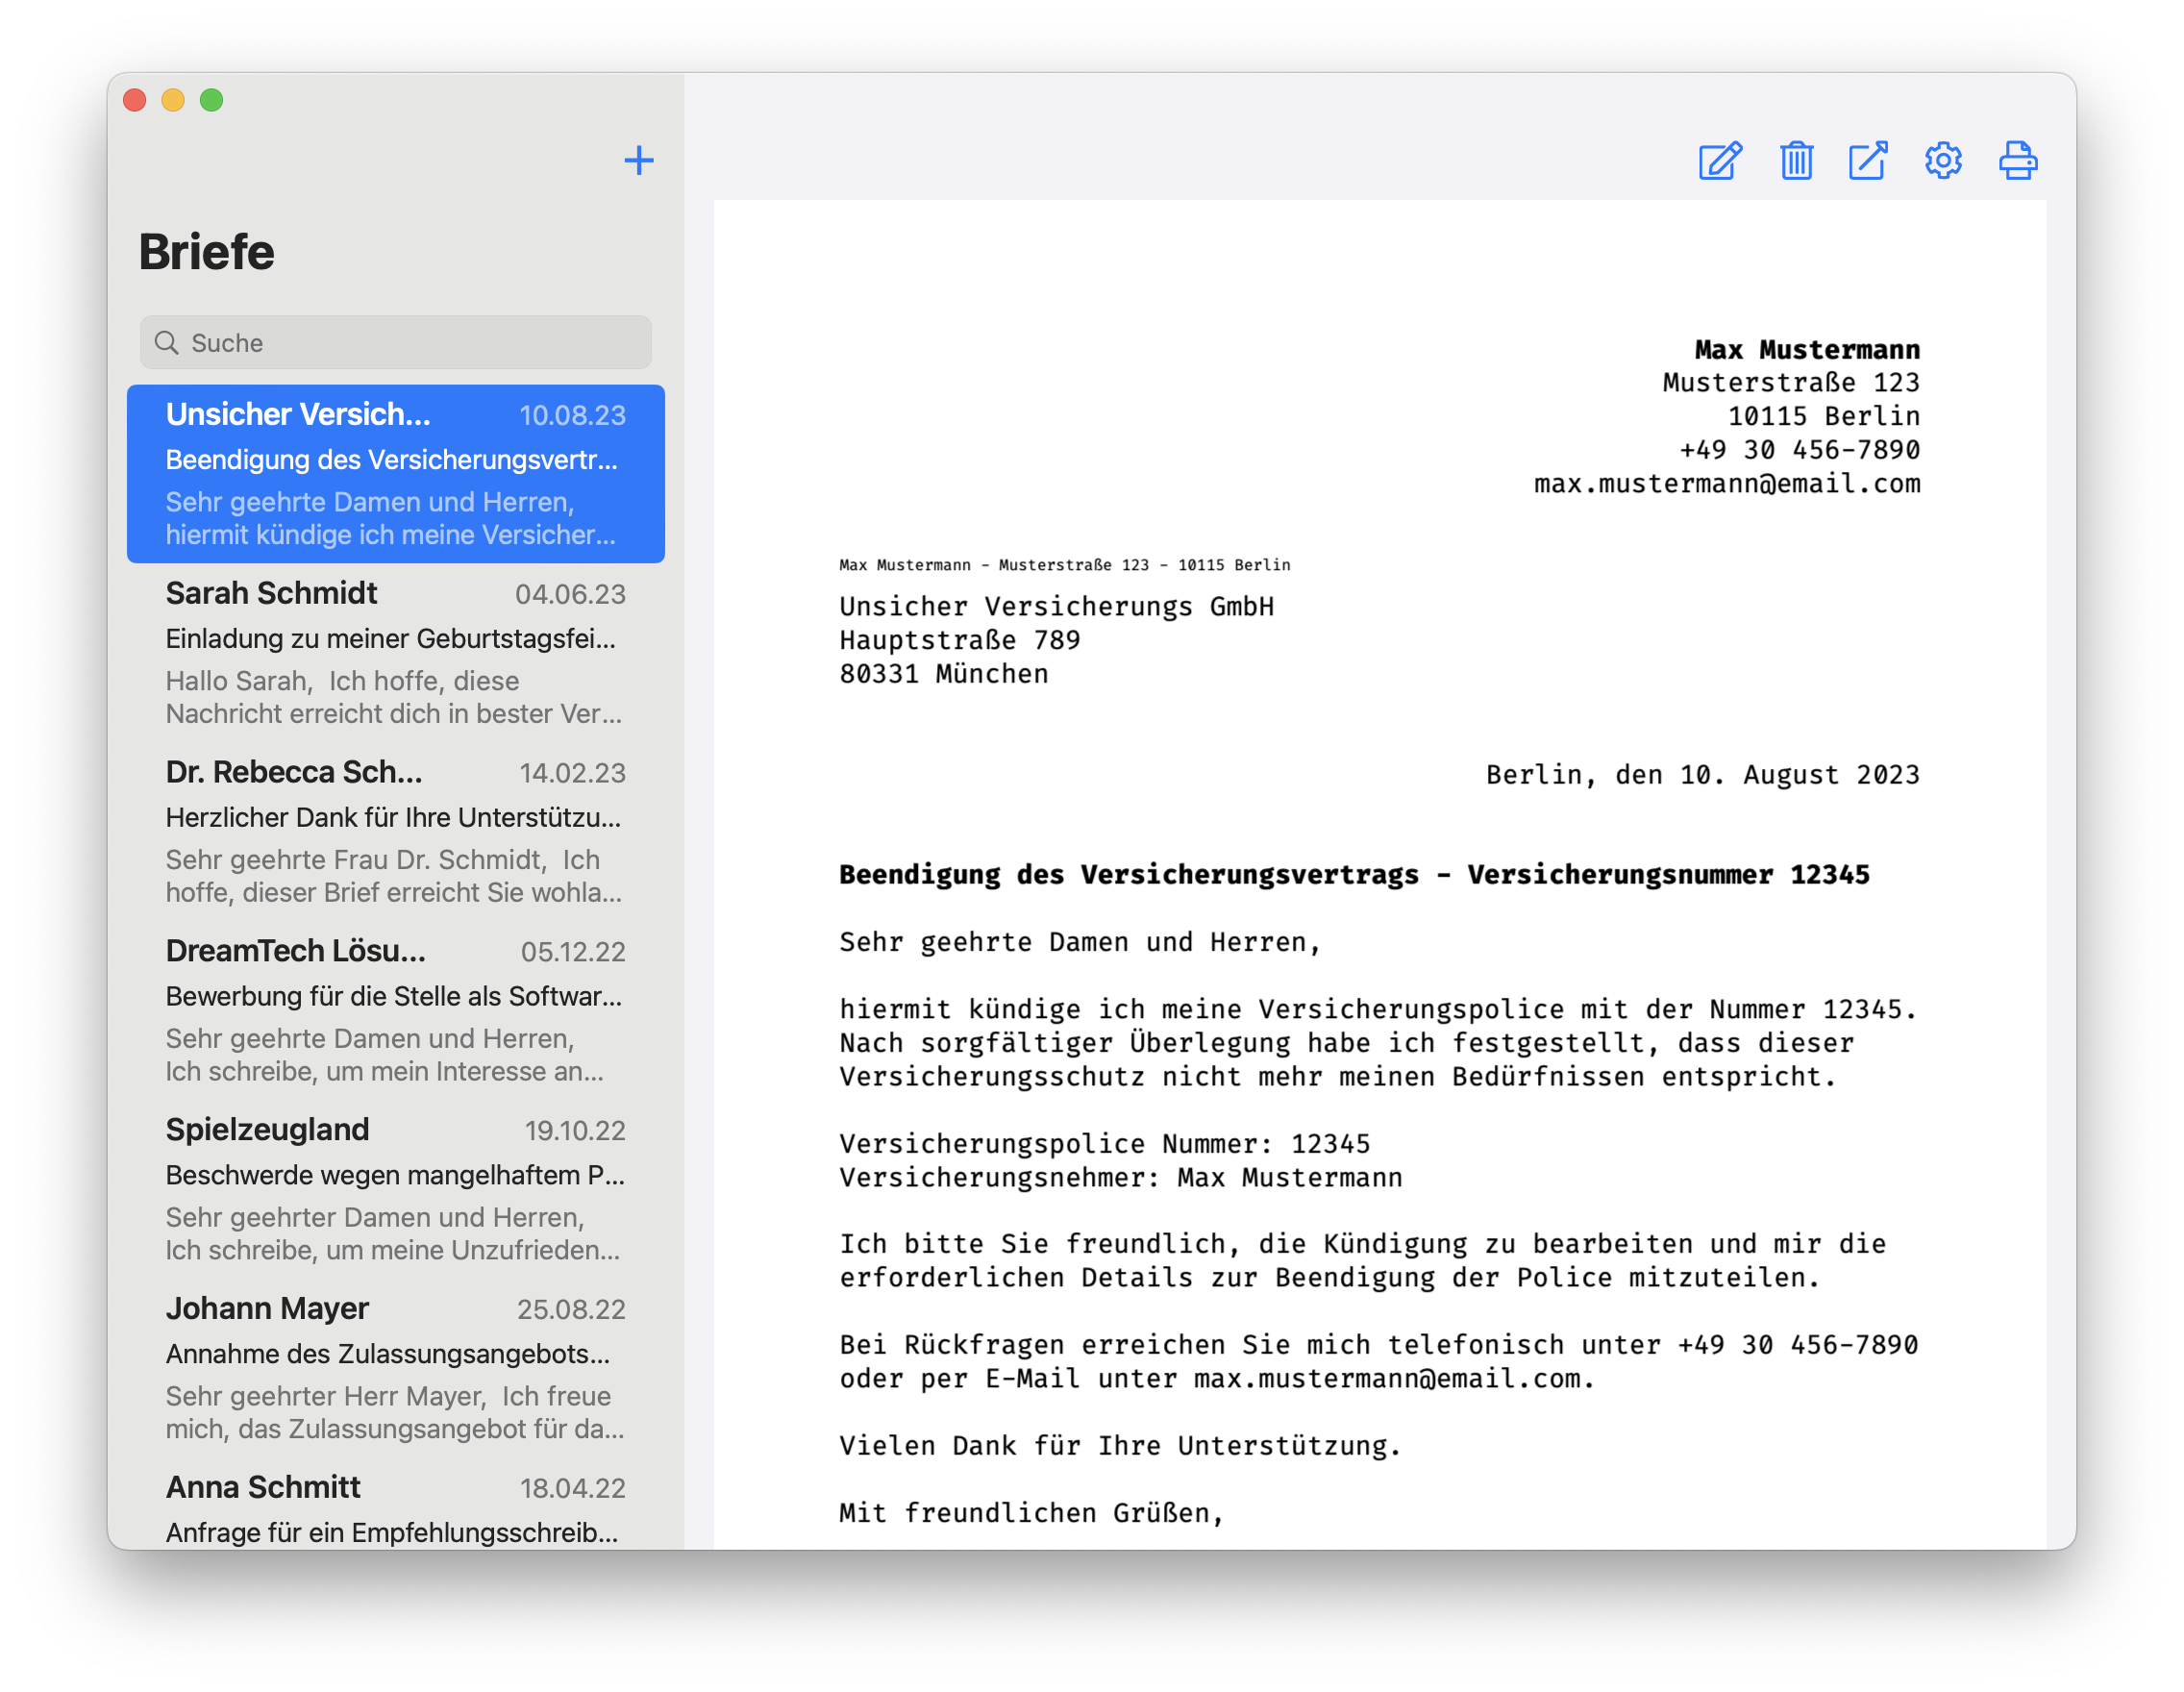 Briefe
Suche
Unsicher Versich... 10.08.23
Beendigung des Versicherungsvertr...
Sehr geehrte Damen und Herren,
hiermit kündige ich meine Versicher...
Sarah Schmidt 04.06.23
Einladung zu meiner Geburtstagsfei...
Hallo Sarah,  Ich hoffe, diese
Nachricht erreicht dich in bester Ver...
Dr. Rebecca Sch... 14.02.23
Herzlicher Dank für Ihre Unterstützu...
Sehr geehrte Frau Dr. Schmidt,  Ich
hoffe, dieser Brief erreicht Sie wohla...
DreamTech Lösu... 05.12.22
Bewerbung für die Stelle als Softwar...
Sehr geehrte Damen und Herren,
Ich schreibe, um mein Interesse an...
Spielzeugland 19.10.22
Beschwerde wegen mangelhaftem P...
Sehr geehrter Damen und Herren,
Ich schreibe, um meine Unzufrieden...
Johann Mayer 25.08.22
Annahme des Zulassungsangebots...
Sehr geehrter Herr Mayer,  Ich freue
mich, das Zulassungsangebot für da...
Anna Schmitt 18.04.22
Anfrage für ein Empfehlungsschreib...
Max Mustermann
Musterstraße 123
10115 Berlin
+49 30 456-7890
max.mustermann@email.com
Max Mustermann - Musterstraße 123 - 10115 Berlin
Unsicher Versicherungs GmbH
Hauptstraße 789
80331 München
Berlin, den 10. August 2023
Beendigung des Versicherungsvertrags - Versicherungsnummer 12345
Sehr geehrte Damen und Herren,
hiermit kündige ich meine Versicherungspolice mit der Nummer 12345.
Nach sorgfältiger Überlegung habe ich festgestellt, dass dieser
Versicherungsschutz nicht mehr meinen Bedürfnissen entspricht.
Versicherungspolice Nummer: 12345
Versicherungsnehmer: Max Mustermann
Ich bitte Sie freundlich, die Kündigung zu bearbeiten und mir die
erforderlichen Details zur Beendigung der Police mitzuteilen.
Bei Rückfragen erreichen Sie mich telefonisch unter +49 30 456-7890
oder per E-Mail unter max.mustermann@email.com.
Vielen Dank für Ihre Unterstützung.
Mit freundlichen Grüßen,